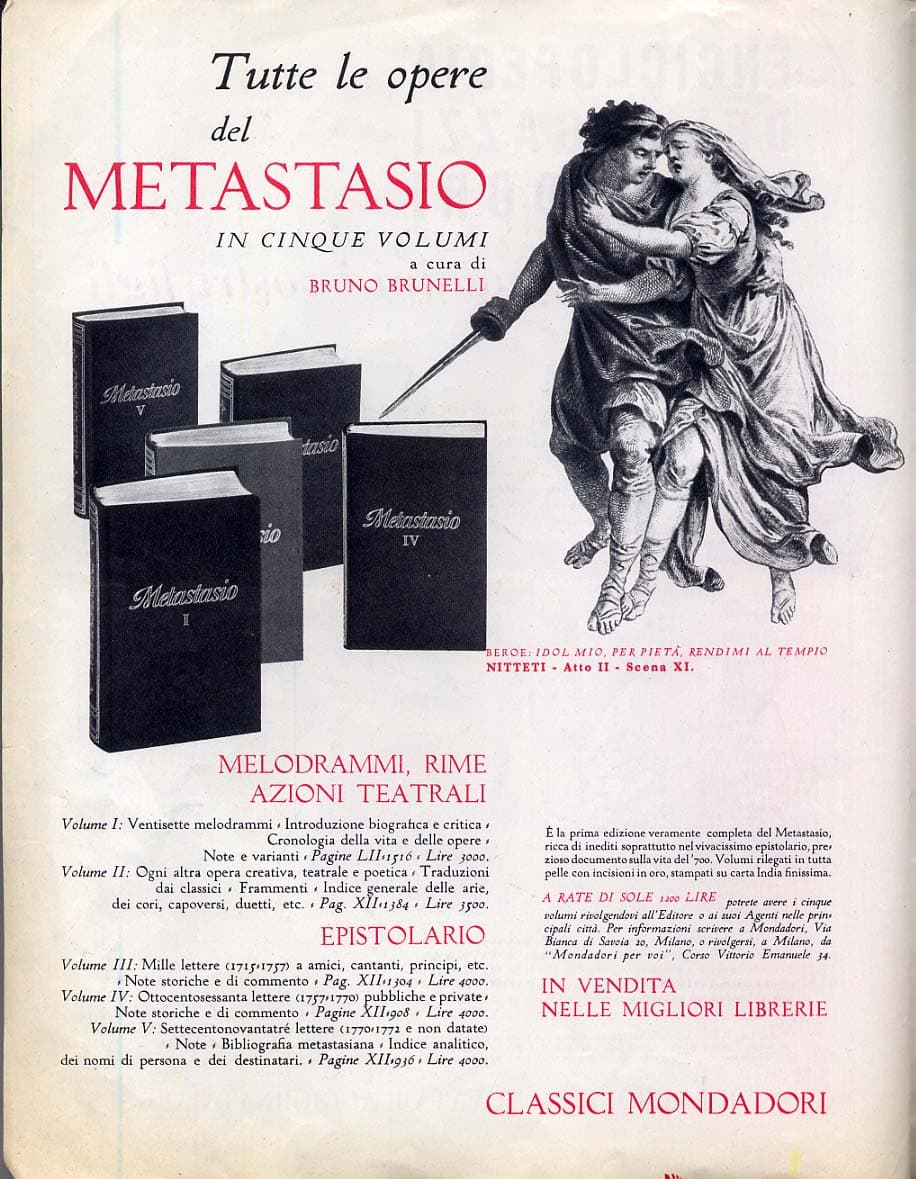 Tutte le opere
del
METASTASIO
IN CINQUE VOLUMI
a cura di
BRUNO BRUNELLI
Metastasio
V
Metastasio
tasio
sio
Metastasio
IV
Metastasio
I
BEROE: IDOL MIO, PER PIETÀ, RENDIMI AL TEMPIO
NITTETI - Atto II - Scena XI.
MELODRAMMI, RIME
AZIONI TEATRALI
Volume I: Ventisette melodrammi , Introduzione biografica e critica ,
Cronologia della vita e delle opere ,
Note e varianti , Pagine LII,1516 , Lire 3000.
Volume II: Ogni altra opera creativa, teatrale e poetica , Traduzioni
dai classici , Frammenti , Indice generale delle arie,
dei cori, capoversi, duetti, etc. , Pag. XII,1384 , Lire 3500.
EPISTOLARIO
Volume III: Mille lettere (1715,1757) a amici, cantanti, principi, etc.
, Note storiche e di commento , Pag. XII,1304 , Lire 4000.
Volume IV: Ottocentosessanta lettere (1757,1770) pubbliche e private,
Note storiche e di commento , Pagine XII,908 , Lire 4000.
Volume V: Settecentonovantatré lettere (1770,1772 e non datate)
, Note , Bibliografia metastasiana , Indice analitico,
dei nomi di persona e dei destinatari. , Pagine XII,936 , Lire 4000.
È la prima edizione veramente completa del Metastasio,
ricca di inediti soprattutto nel vivacissimo epistolario, pre,
zioso documento sulla vita del '700. Volumi rilegati in tutta
pelle con incisioni in oro, stampati su carta India finissima.
A RATE DI SOLE 1200 LIRE potrete avere i cinque
volumi rivolgendovi all'Editore o ai suoi Agenti nelle prin,
cipali città. Per informazioni scrivere a Mondadori, Via
Bianca di Savoia 20, Milano, o rivolgersi, a Milano, da
"Mondadori per voi", Corso Vittorio Emanuele 34.
IN VENDITA
NELLE MIGLIORI LIBRERIE
CLASSICI MONDADORI